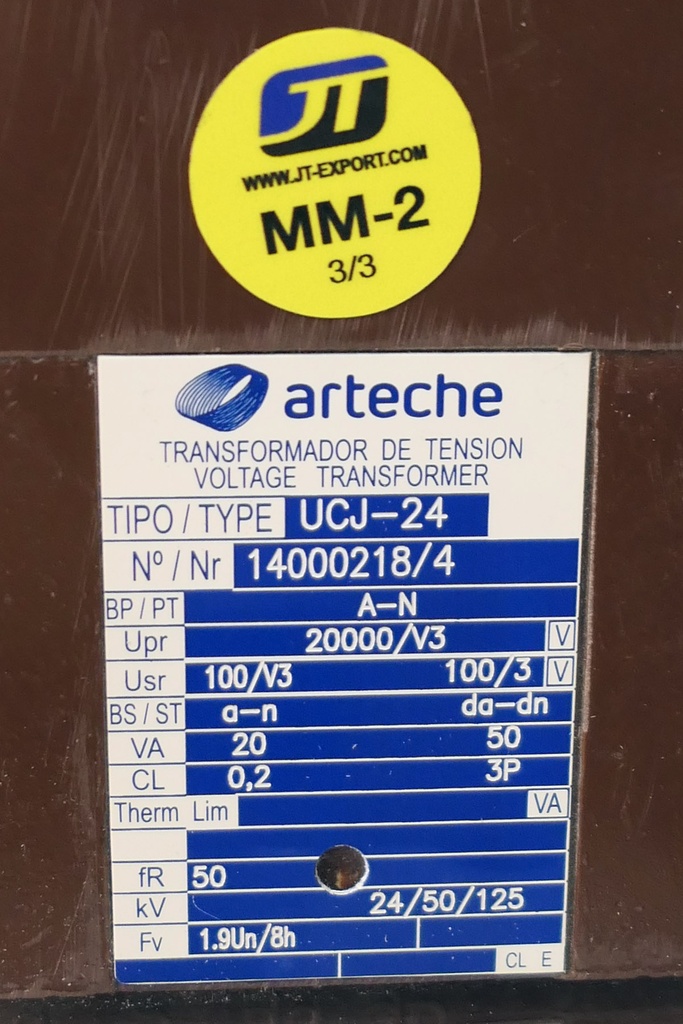 JT
WWW.JT-EXPORT.COM
MM-2
3/3
arteche
TRANSFORMADOR DE TENSION
VOLTAGE TRANSFORMER
TIPO / TYPE UCJ-24
Nº / Nr 14000218/4
BP / PT A-N
Upr 20000/V3 V
Usr 100/V3 100/3 V
BS / ST a-n da-dn
VA 20 50
CL 0,2 3P
Therm Lim VA
fR 50
kV 24/50/125
Fv 1.9Un/8h
CL E